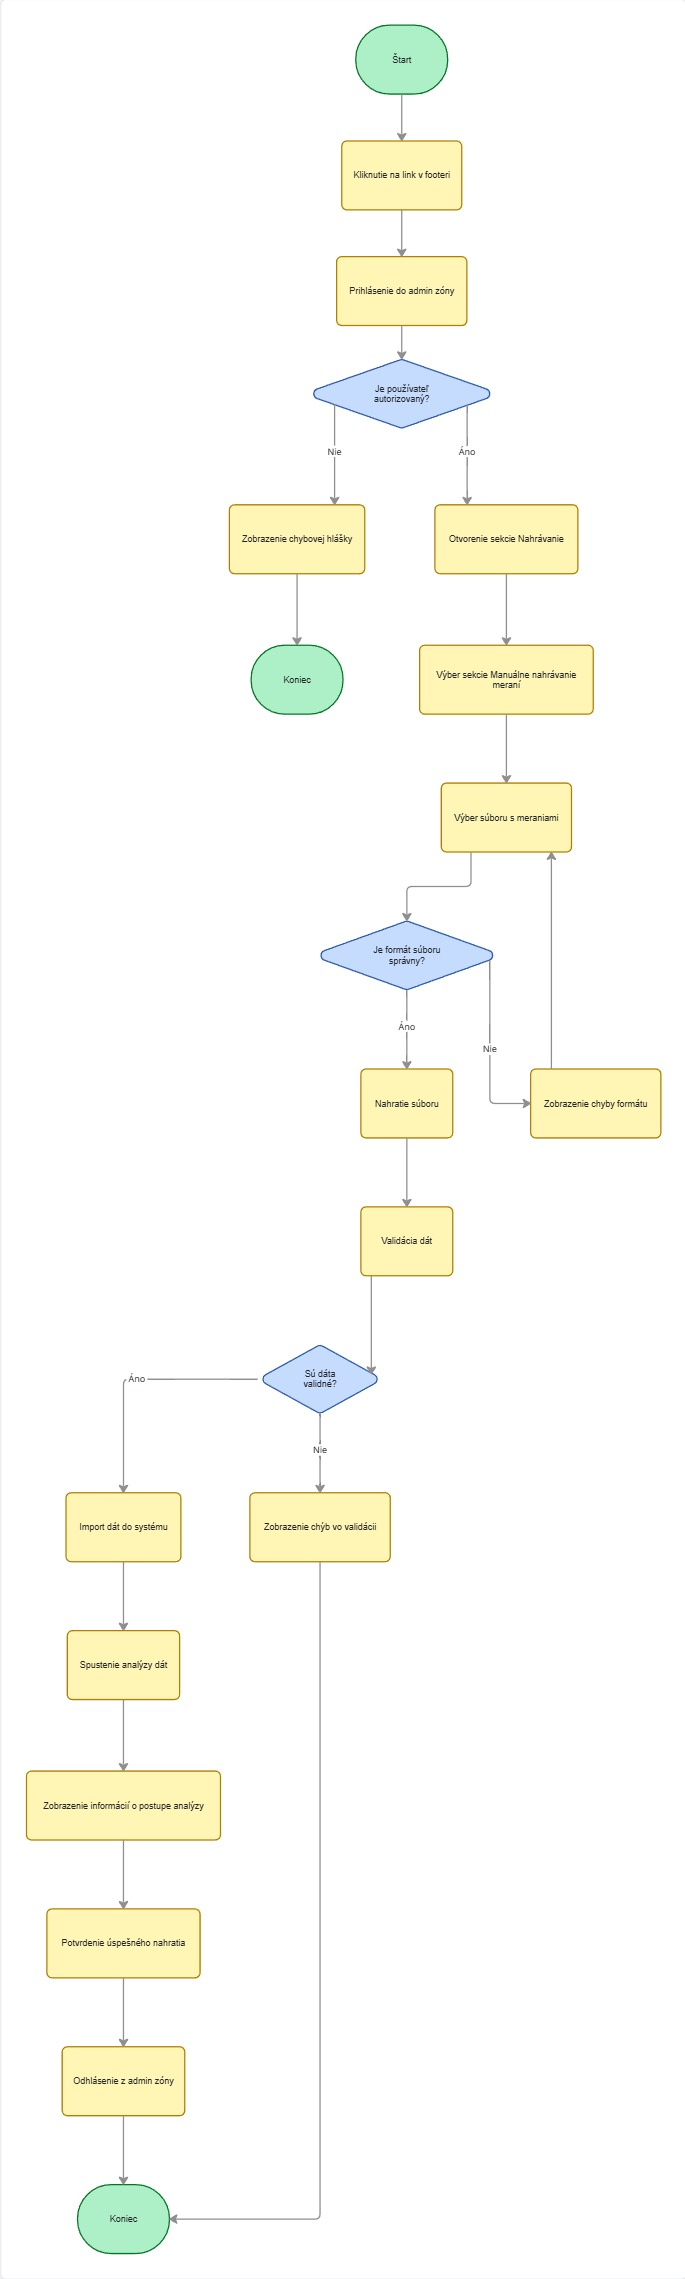 Štart
Kliknutie na link v footeri
Prihlásenie do admin zóny
Je používateľ
autorizovaný?
Nie
Áno
Zobrazenie chybovej hlášky
Otvorenie sekcie Nahrávanie
Koniec
Výber sekcie Manuálne nahrávanie
meraní
Výber súboru s meraniami
Je formát súboru
správny?
Áno
Nie
Nahratie súboru
Zobrazenie chyby formátu
Validácia dát
Sú dáta
validné?
Áno
Nie
Import dát do systému
Zobrazenie chýb vo validácii
Spustenie analýzy dát
Zobrazenie informácií o postupe analýzy
Potvrdenie úspešného nahratia
Odhlásenie z admin zóny
Koniec